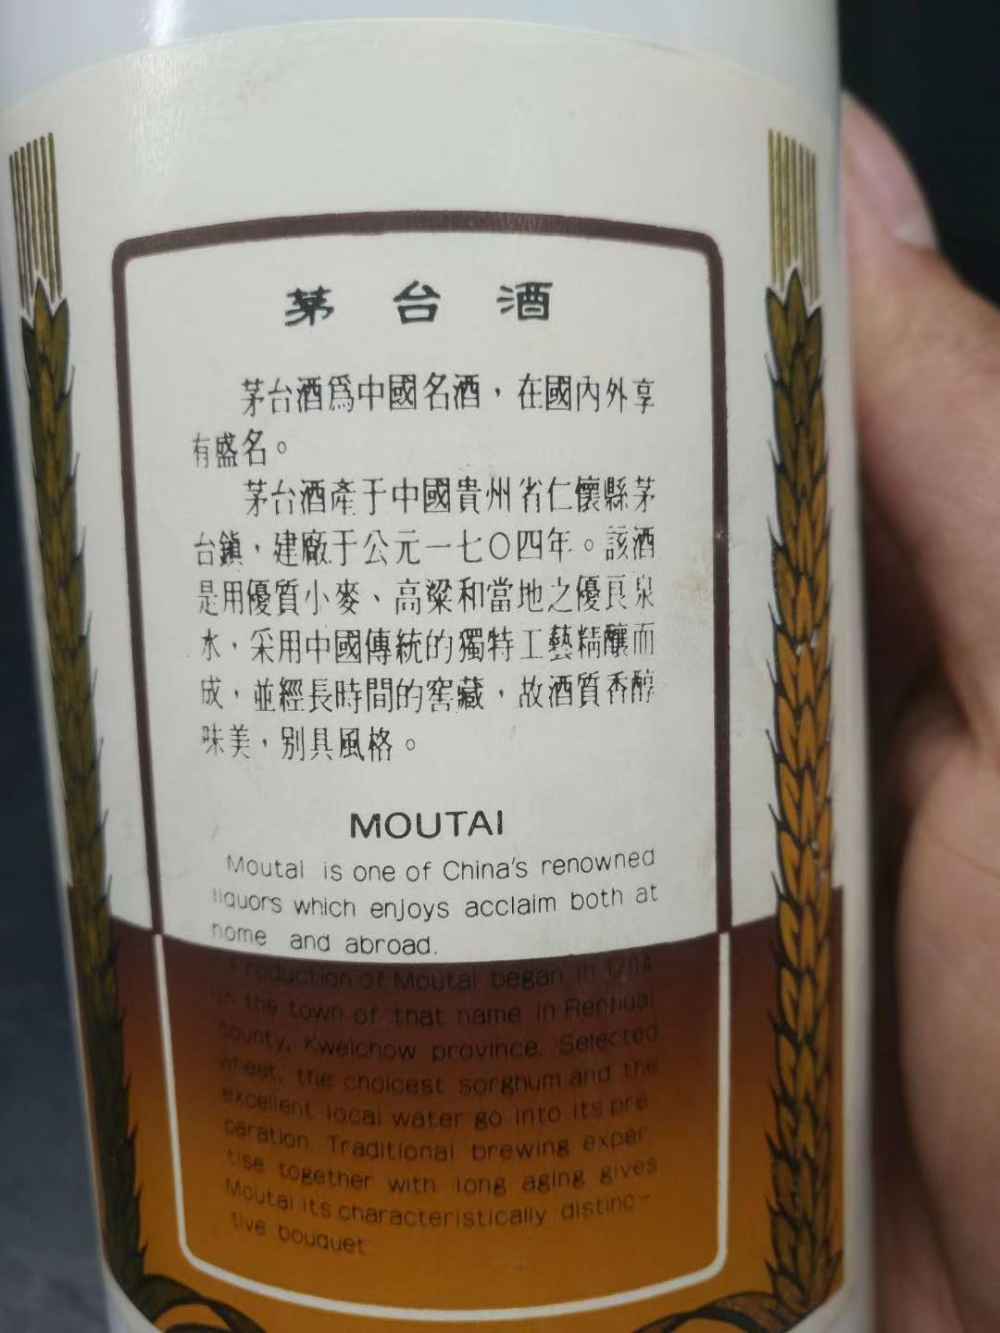 茅台酒
茅台酒爲中國名酒，在國內外享
有盛名。
茅台酒產于中國貴州省仁懷縣茅
台鎮，建廠于公元一七〇四年。該酒
是用優質小麥、高粱和當地之優良泉
水，采用中國傳統的獨特工藝精釀而
成，並經長時間的窖藏，故酒質香醇
味美，別具風格。
MOUTAI
Moutai is one of China's renowned
liquors which enjoys acclaim both at
home and abroad.
Production of Moutai began in 1704
in the town of that name in Renhuai
county, Kweichow province. Selected
wheat, the choicest sorghum and the
excellent local water go into its pre
paration. Traditional brewing exper
tise together with long aging gives
Moutai its characteristically distinc-
tive bouquet